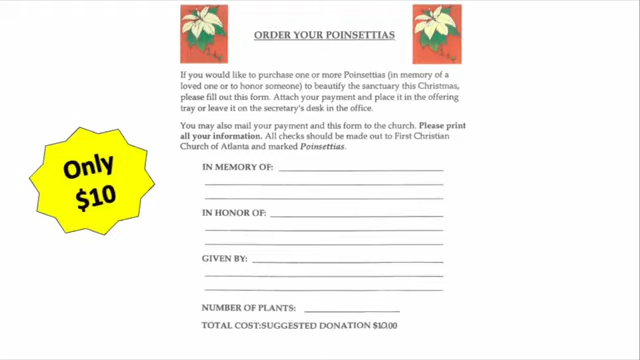 ORDER YOUR POINSETTIAS
If you would like to purchase one or more Poinsettias (in memory of a
loved one or to honor someone) to beautify the sanctuary this Christmas,
please fill out this form. Attach your payment and place it in the offering
tray or leave it on the secretary's desk in the office.
You may also mail your payment and this form to the church. Please print
all your information. All checks should be made out to First Christian
Church of Atlanta and marked Poinsettias.
Only
$10
IN MEMORY OF:
IN HONOR OF:
GIVEN BY:
NUMBER OF PLANTS:
TOTAL COST:SUGGESTED DONATION $10.00